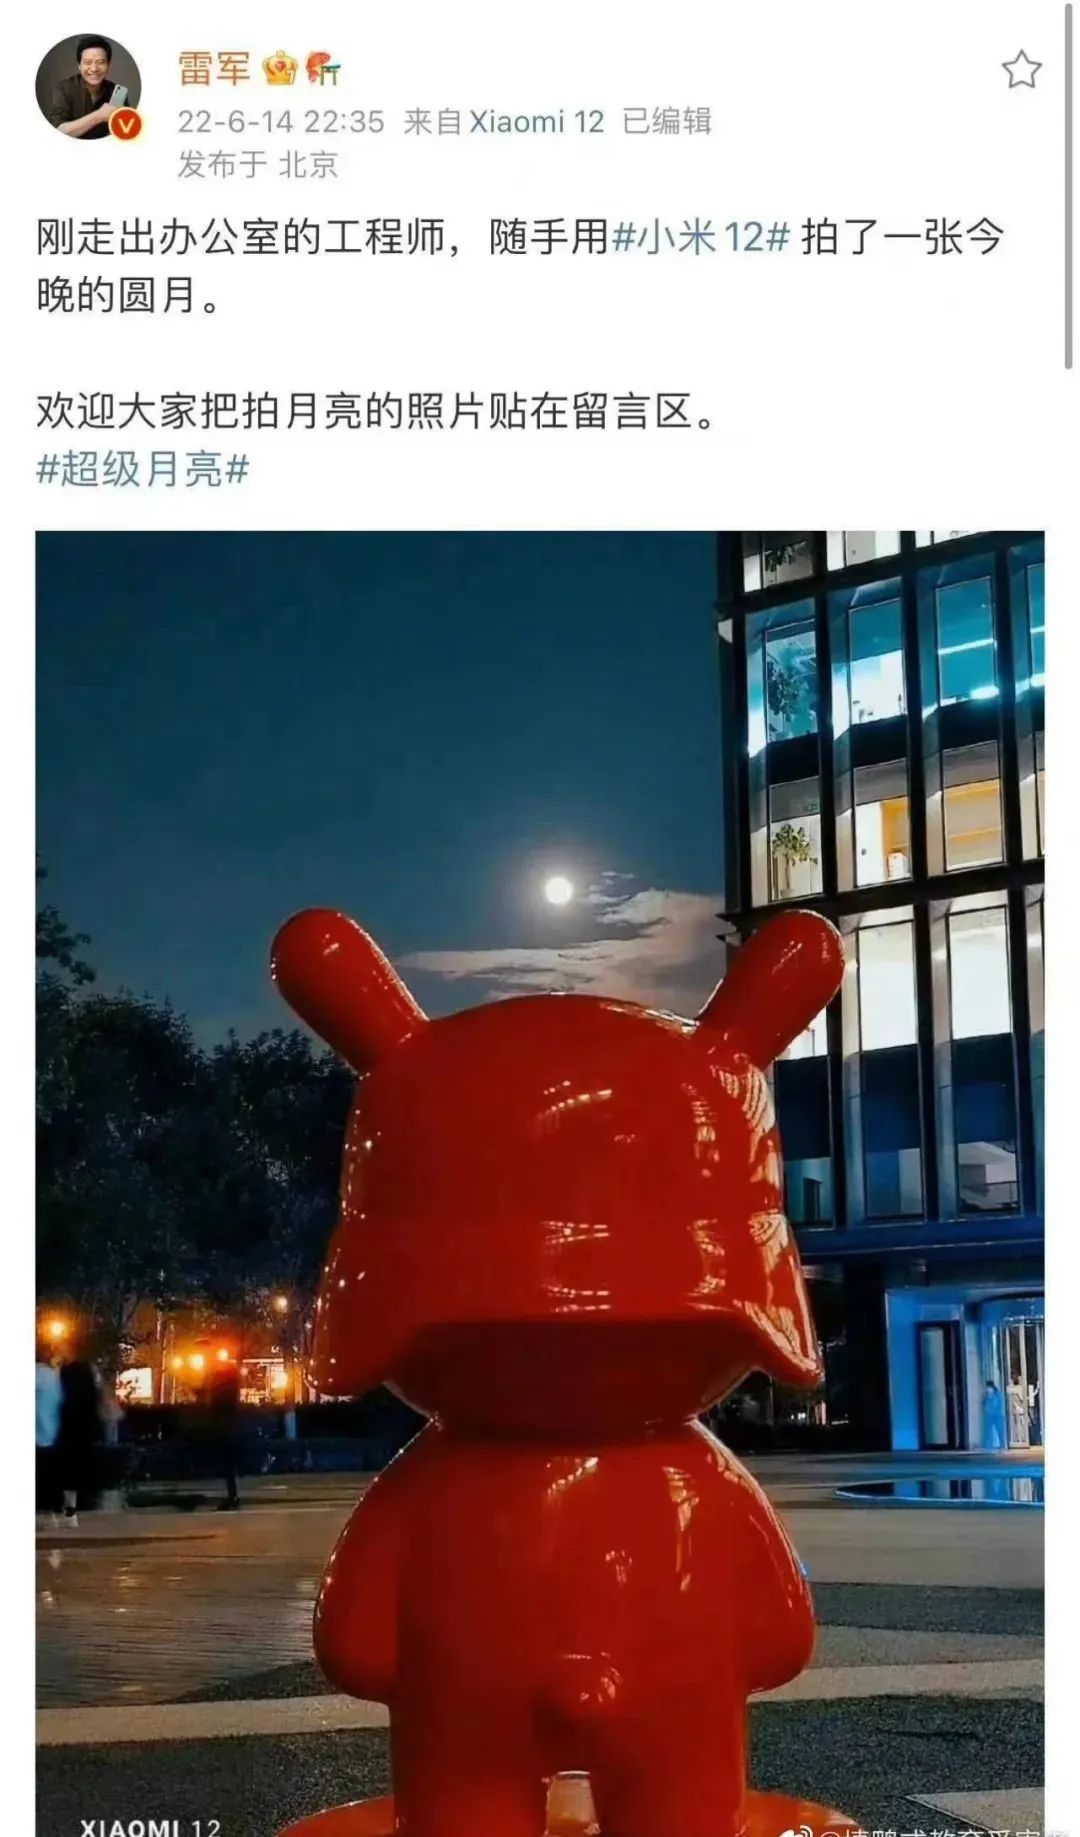 雷军
22-6-14 22:35 来自 Xiaomi 12 已编辑
发布于 北京
刚走出办公室的工程师，随手用#小米12# 拍了一张今
晚的圆月。
欢迎大家把拍月亮的照片贴在留言区。
#超级月亮#
XIAOMI 12